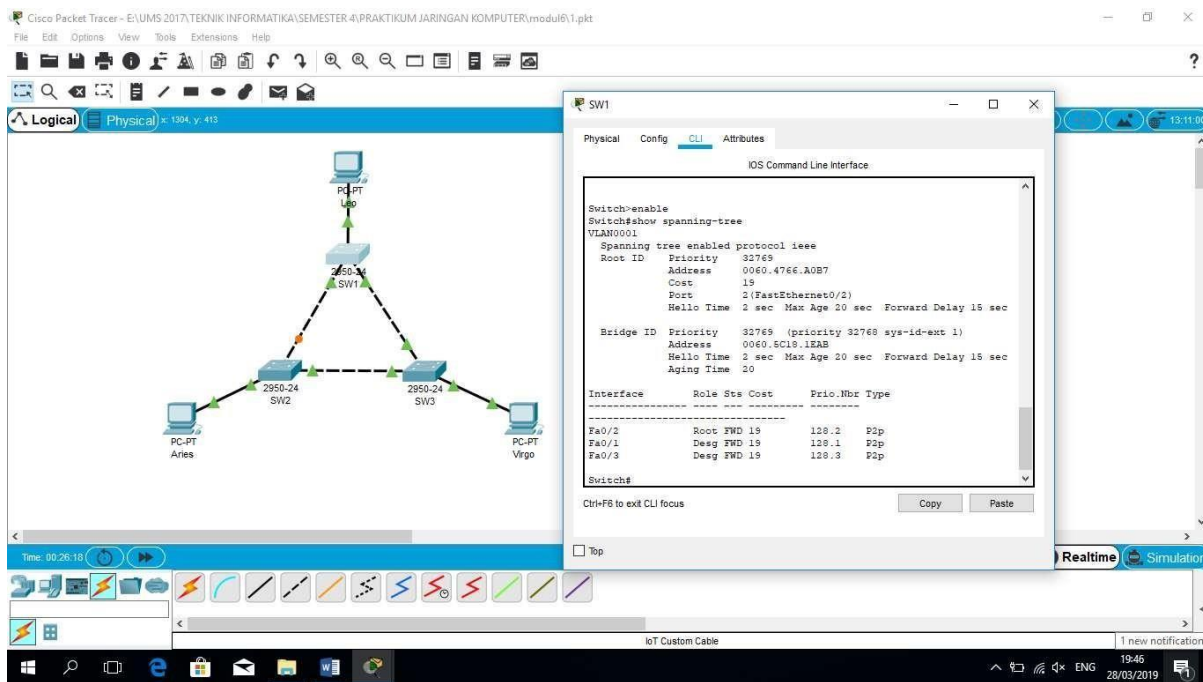 Cisco Packet Tracer - E:\UMS 2017\TEKNIK INFORMATIKA\SEMESTER 4\PRAKTIKUM JARINGAN KOMPUTER\modul6\1.pkt
File Edit Options View Tools Extensions Help
?
Logical Physical x: 1304, y: 413
13:11:00
PC-PT
Leo
2950-24
SW1
2950-24
SW2
2950-24
SW3
PC-PT
Aries
PC-PT
Virgo
SW1
Physical Config CLI Attributes
IOS Command Line Interface
Switch>enable
Switch#show spanning-tree
VLAN0001
Spanning tree enabled protocol ieee
Root ID Priority 32769
Address 0060.4766.A0B7
Cost 19
Port 2(FastEthernet0/2)
Hello Time 2 sec Max Age 20 sec Forward Delay 15 sec
Bridge ID Priority 32769 (priority 32768 sys-id-ext 1)
Address 0060.5C18.1EAB
Hello Time 2 sec Max Age 20 sec Forward Delay 15 sec
Aging Time 20
Interface Role Sts Cost Prio.Nbr Type
---------------- ---- --- --------- -------- --------------------------------
Fa0/2 Root FWD 19 128.2 P2p
Fa0/1 Desg FWD 19 128.1 P2p
Fa0/3 Desg FWD 19 128.3 P2p
Switch#
Ctrl+F6 to exit CLI focus Copy Paste
Top
Time: 00:26:18 Realtime Simulation
IoT Custom Cable
1 new notification
ENG 19:46
28/03/2019